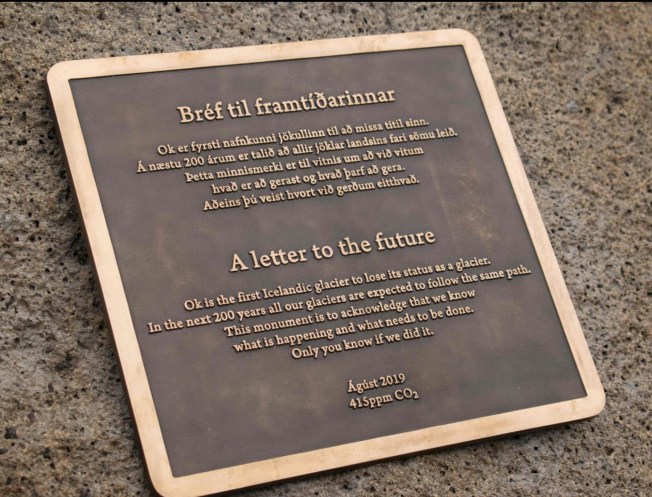 Bréf til framtíðarinnar
Ok er fyrsti nafnkunni jökullinn til að missa titil sinn.
Á næstu 200 árum er talið að allir jöklar landsins fari sömu leið.
Þetta minnismerki er til vitnis um að við vitum
hvað er að gerast og hvað þarf að gera.
Aðeins þú veist hvort við gerðum eitthvað.
A letter to the future
Ok is the first Icelandic glacier to lose its status as a glacier.
In the next 200 years all our glaciers are expected to follow the same path.
This monument is to acknowledge that we know
what is happening and what needs to be done.
Only you know if we did it.
Ágúst 2019
415ppm CO₂